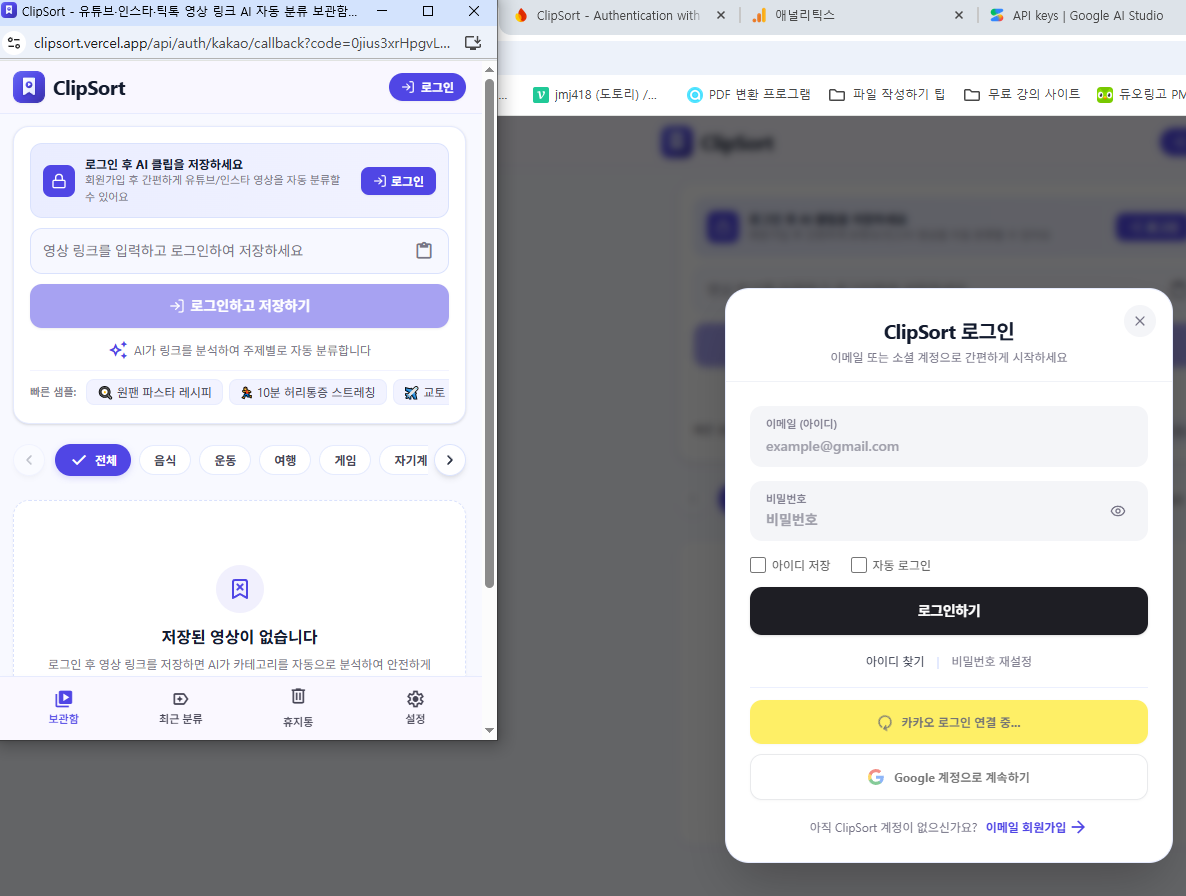 ClipSort - 유튜브·인스타·틱톡 영상 링크 AI 자동 분류 보관함...
clipsort.vercel.app/api/auth/kakao/callback?code=0jius3xrHpgvL...
ClipSort
로그인
로그인 후 AI 클립을 저장하세요
회원가입 후 간편하게 유튜브/인스타 영상을 자동 분류할
수 있어요
로그인
영상 링크를 입력하고 로그인하여 저장하세요
로그인하고 저장하기
AI가 링크를 분석하여 주제별로 자동 분류합니다
빠른 샘플:
원팬 파스타 레시피
10분 허리통증 스트레칭
교토
전체
음식
운동
여행
게임
자기계
저장된 영상이 없습니다
로그인 후 영상 링크를 저장하면 AI가 카테고리를 자동으로 분석하여 안전하게
보관함
최근 분류
휴지통
설정
ClipSort - Authentication with
애널리틱스
API keys | Google AI Studio
...
jmj418 (도토리) /...
PDF 변환 프로그램
파일 작성하기 팁
무료 강의 사이트
듀오링고 PM
ClipSort
ClipSort 로그인
이메일 또는 소셜 계정으로 간편하게 시작하세요
이메일 (아이디)
example@gmail.com
비밀번호
비밀번호
아이디 저장
자동 로그인
로그인하기
아이디 찾기 | 비밀번호 재설정
카카오 로그인 연결 중...
Google 계정으로 계속하기
아직 ClipSort 계정이 없으신가요? 이메일 회원가입